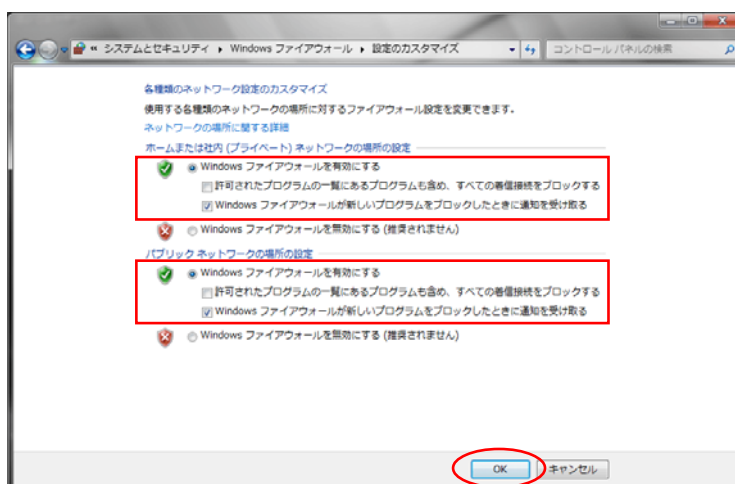 « システムとセキュリティ ▸ Windows ファイアウォール ▸ 設定のカスタマイズ
コントロール パネルの検索
各種類のネットワーク設定のカスタマイズ
使用する各種類のネットワークの場所に対するファイアウォール設定を変更できます。
ネットワークの場所に関する詳細
ホームまたは社内 (プライベート) ネットワークの場所の設定
Windows ファイアウォールを有効にする
許可されたプログラムの一覧にあるプログラムも含め、すべての着信接続をブロックする
Windows ファイアウォールが新しいプログラムをブロックしたときに通知を受け取る
Windows ファイアウォールを無効にする (推奨されません)
パブリック ネットワークの場所の設定
Windows ファイアウォールを有効にする
許可されたプログラムの一覧にあるプログラムも含め、すべての着信接続をブロックする
Windows ファイアウォールが新しいプログラムをブロックしたときに通知を受け取る
Windows ファイアウォールを無効にする (推奨されません)
OK
キャンセル